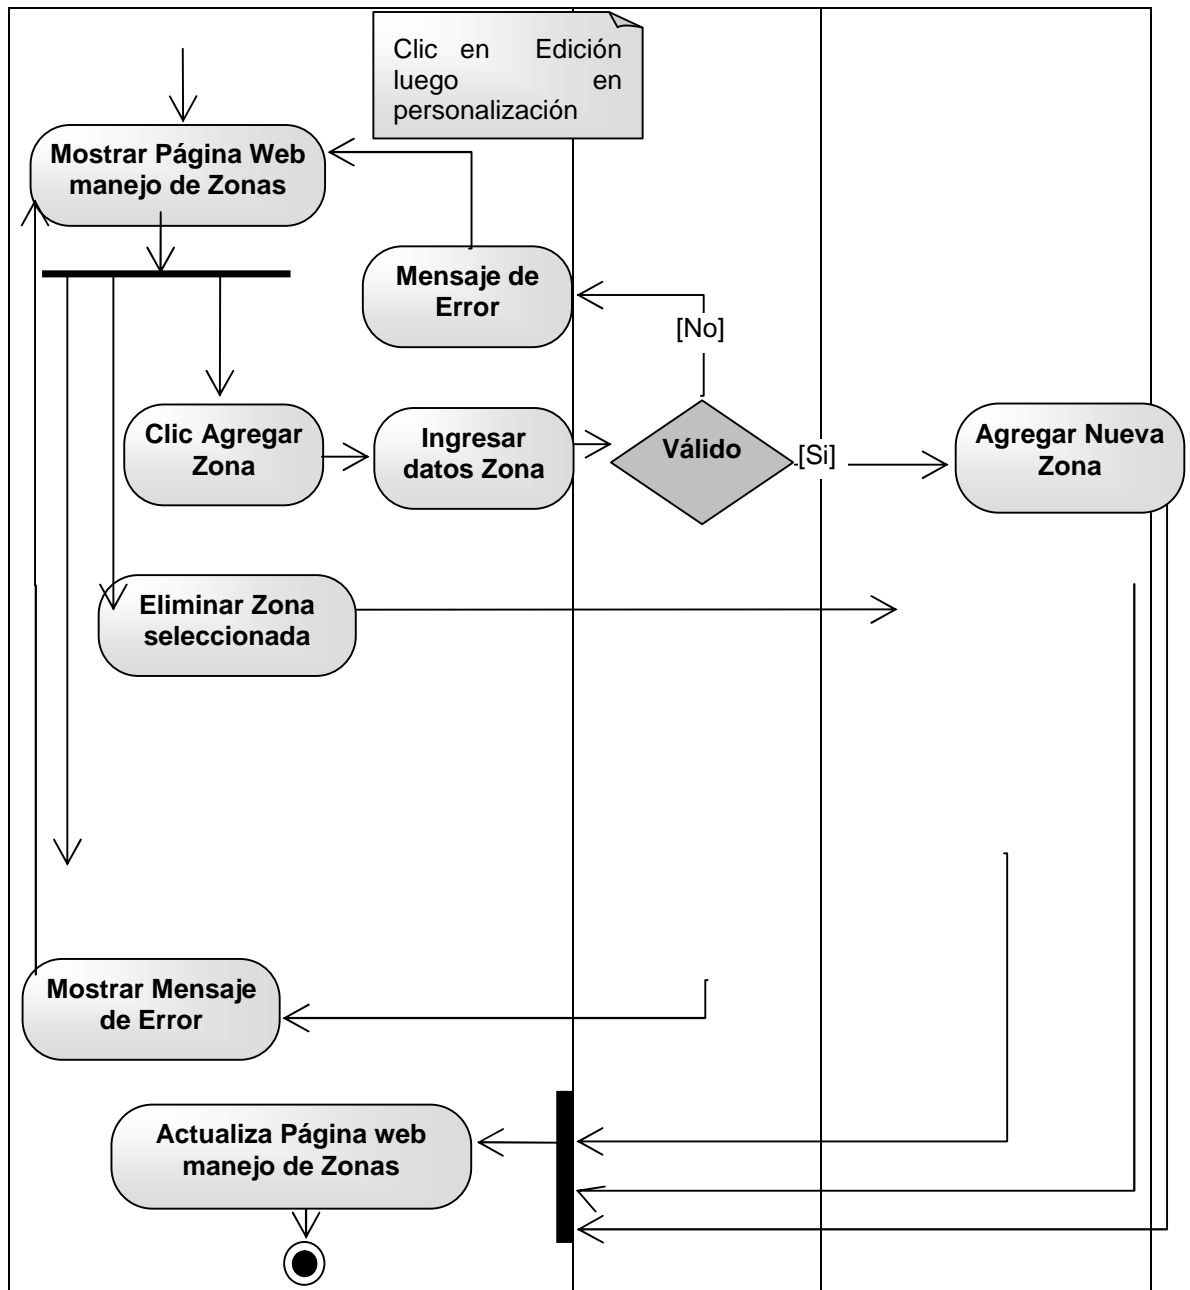 Clic en Edición
luego en
personalización
Mostrar Página Web
manejo de Zonas
Mensaje de
Error
[No]
Clic Agregar
Zona
Ingresar
datos Zona
Válido
[Si]
Agregar Nueva
Zona
Eliminar Zona
seleccionada
Mostrar Mensaje
de Error
Actualiza Página web
manejo de Zonas